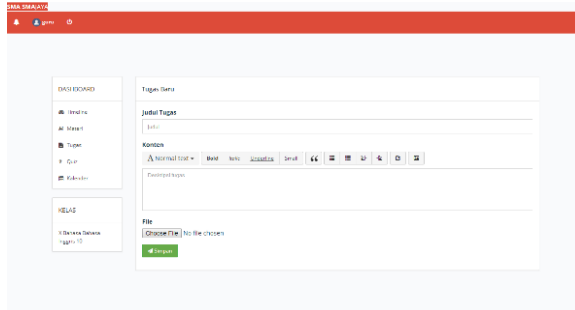 SMA SMAJAYA
guru
DASHBOARD
Timeline
Materi
Tugas
Quiz
Kalender
KELAS
X Bahasa Bahasa
Inggris 10
Tugas Baru
Judul Tugas
Judul
Konten
Normal text Bold Italic Underline Small
Deskripsi tugas
File
Choose File No file chosen
Simpan